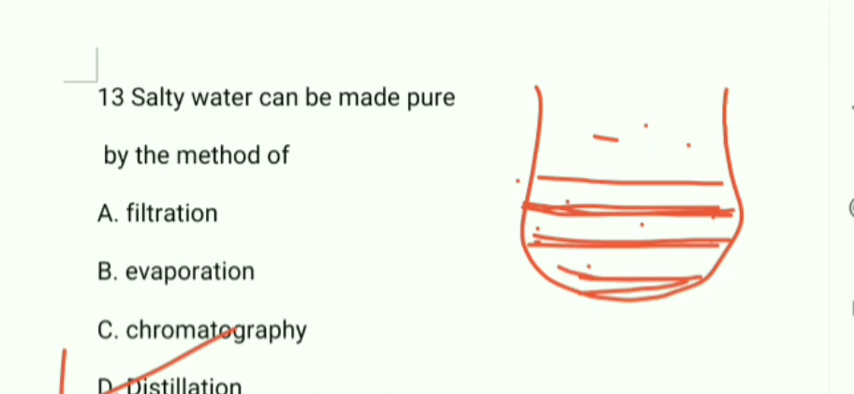 13 Salty water can be made pure
by the method of
A. filtration
B. evaporation
C. chromatography
D. Distillation